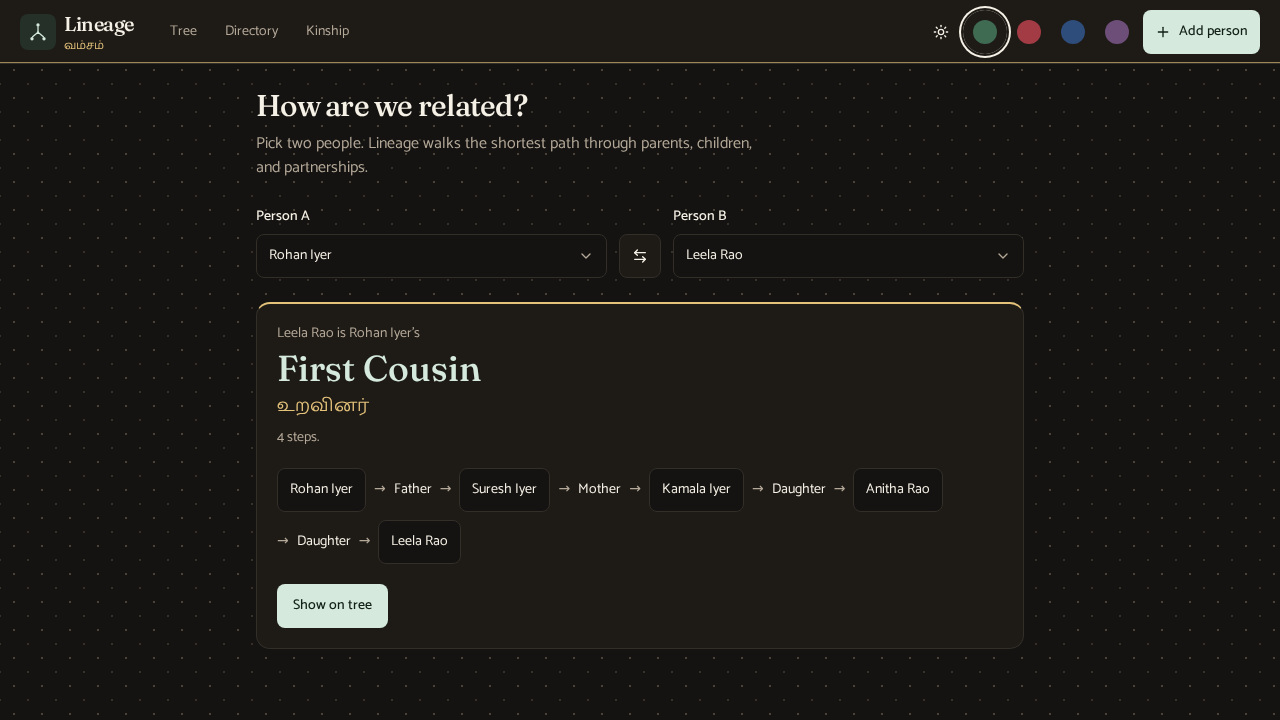 Lineage
வம்சம்
Tree Directory Kinship
Add person
How are we related?
Pick two people. Lineage walks the shortest path through parents, children,
and partnerships.
Person A
Person B
Rohan Iyer
Leela Rao
Leela Rao is Rohan Iyer's
First Cousin
உறவினர்
4 steps.
Rohan Iyer → Father → Suresh Iyer → Mother → Kamala Iyer → Daughter → Anitha Rao
→ Daughter → Leela Rao
Show on tree